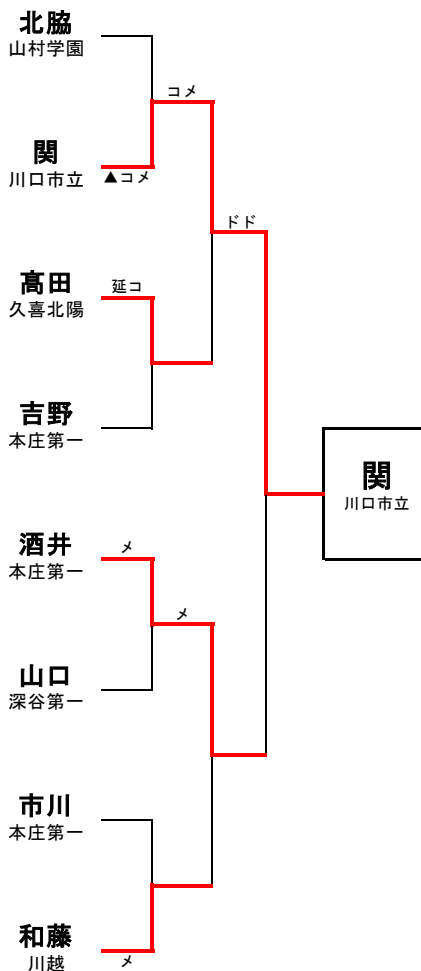 北脇
山村学園
コメ
関
川口市立
▲コメ
ドド
髙田
久喜北陽
延コ
吉野
本庄第一
関
川口市立
酒井
本庄第一
メ
メ
山口
深谷第一
市川
本庄第一
和藤
川越
メ